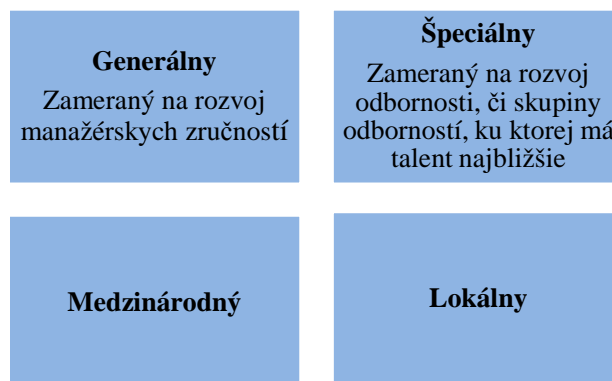 Generálny
Zameraný na rozvoj
manažérskych zručností
Špeciálny
Zameraný na rozvoj
odbornosti, či skupiny
odborností, ku ktorej má
talent najbližšie
Medzinárodný
Lokálny